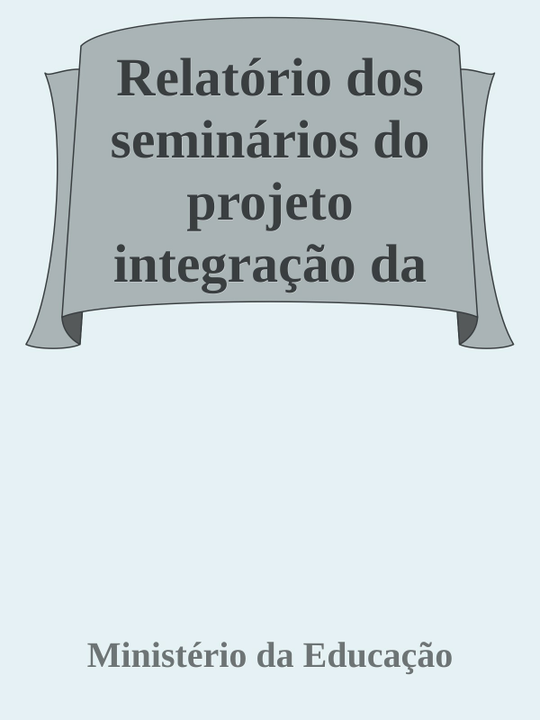 Relatório dos
seminários do
projeto
integração da
Ministério da Educação